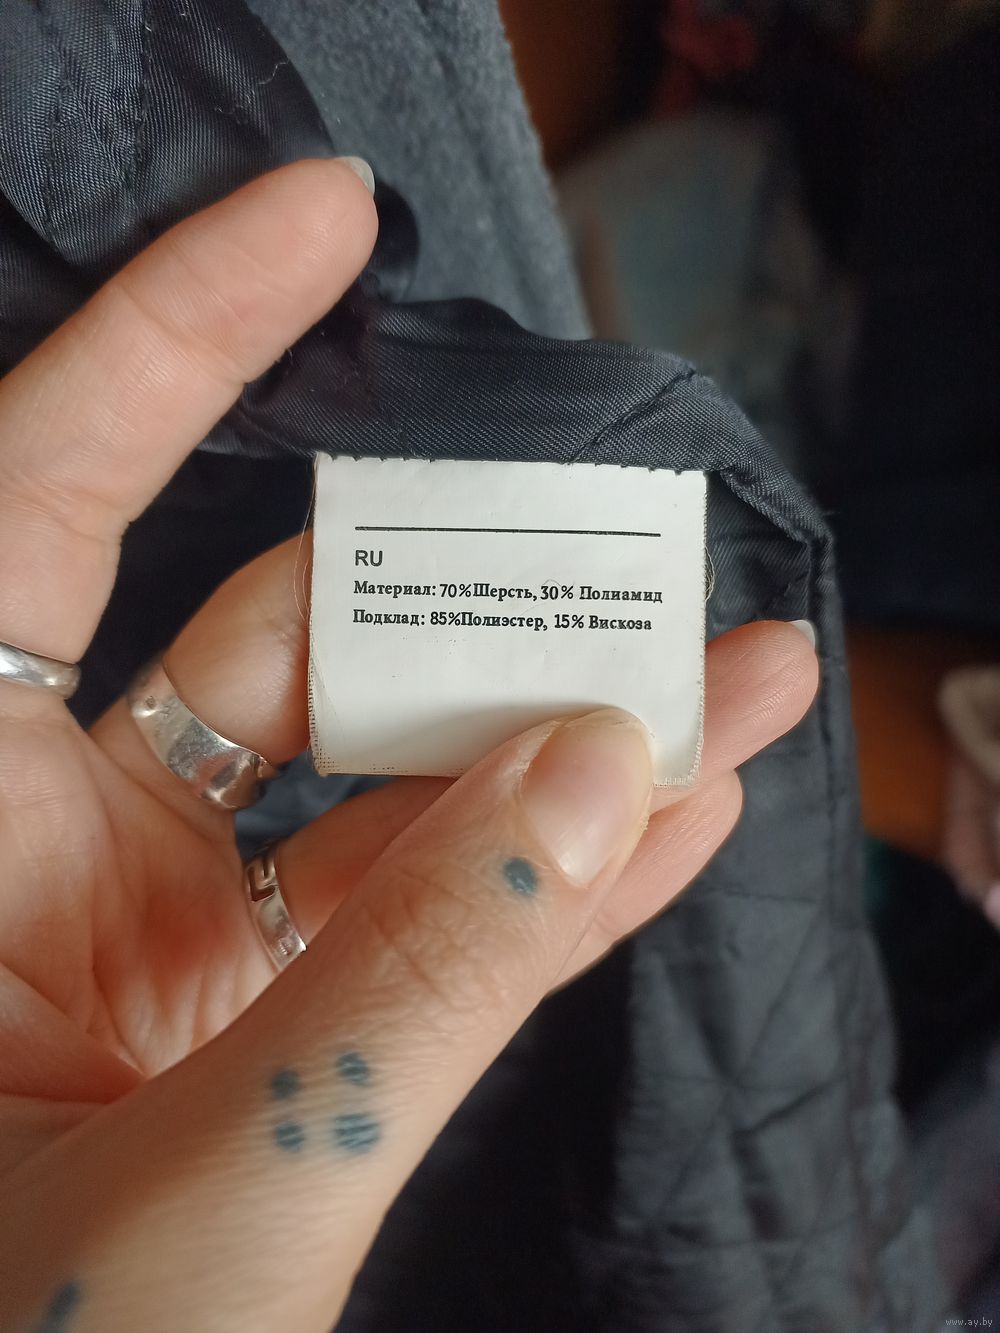 RU
Материал: 70%Шерсть, 30% Полиамид
Подклад: 85%Полиэстер, 15% Вискоза
www.ay.by